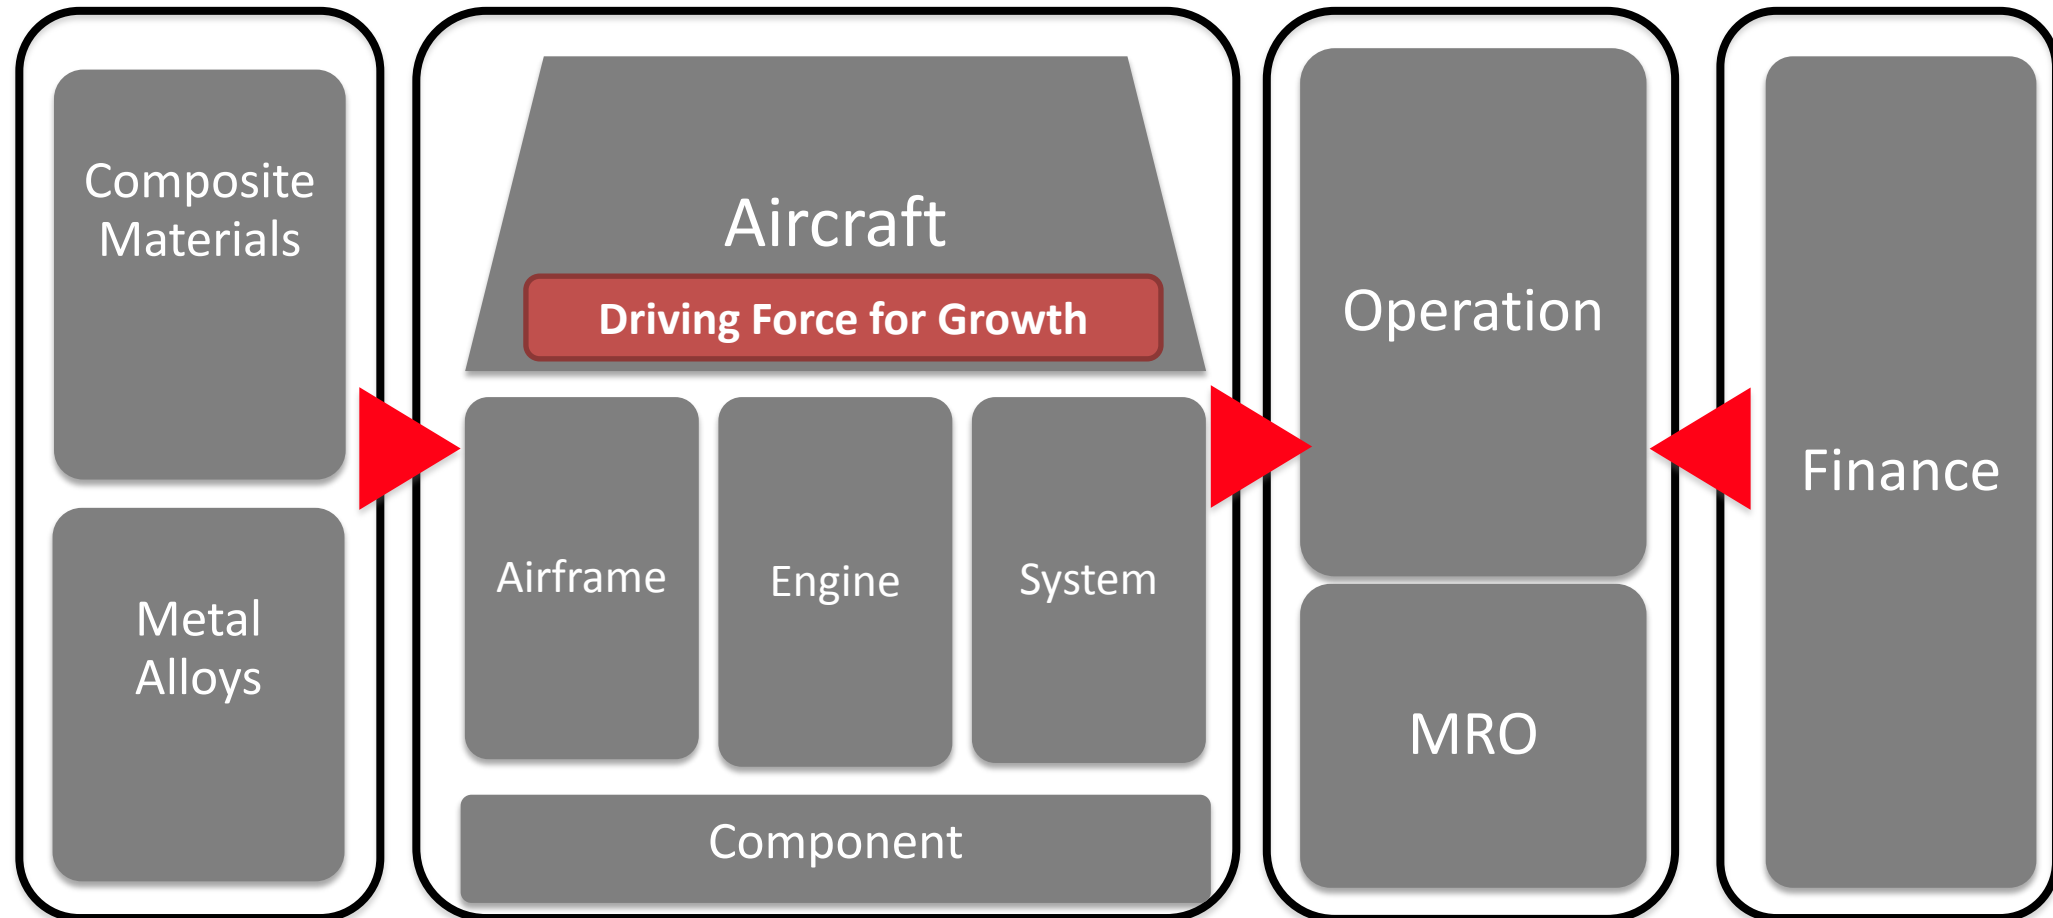 Composite
Materials
Metal
Alloys
Aircraft
Driving Force for Growth
Airframe
Engine
System
Component
Operation
MRO
Finance